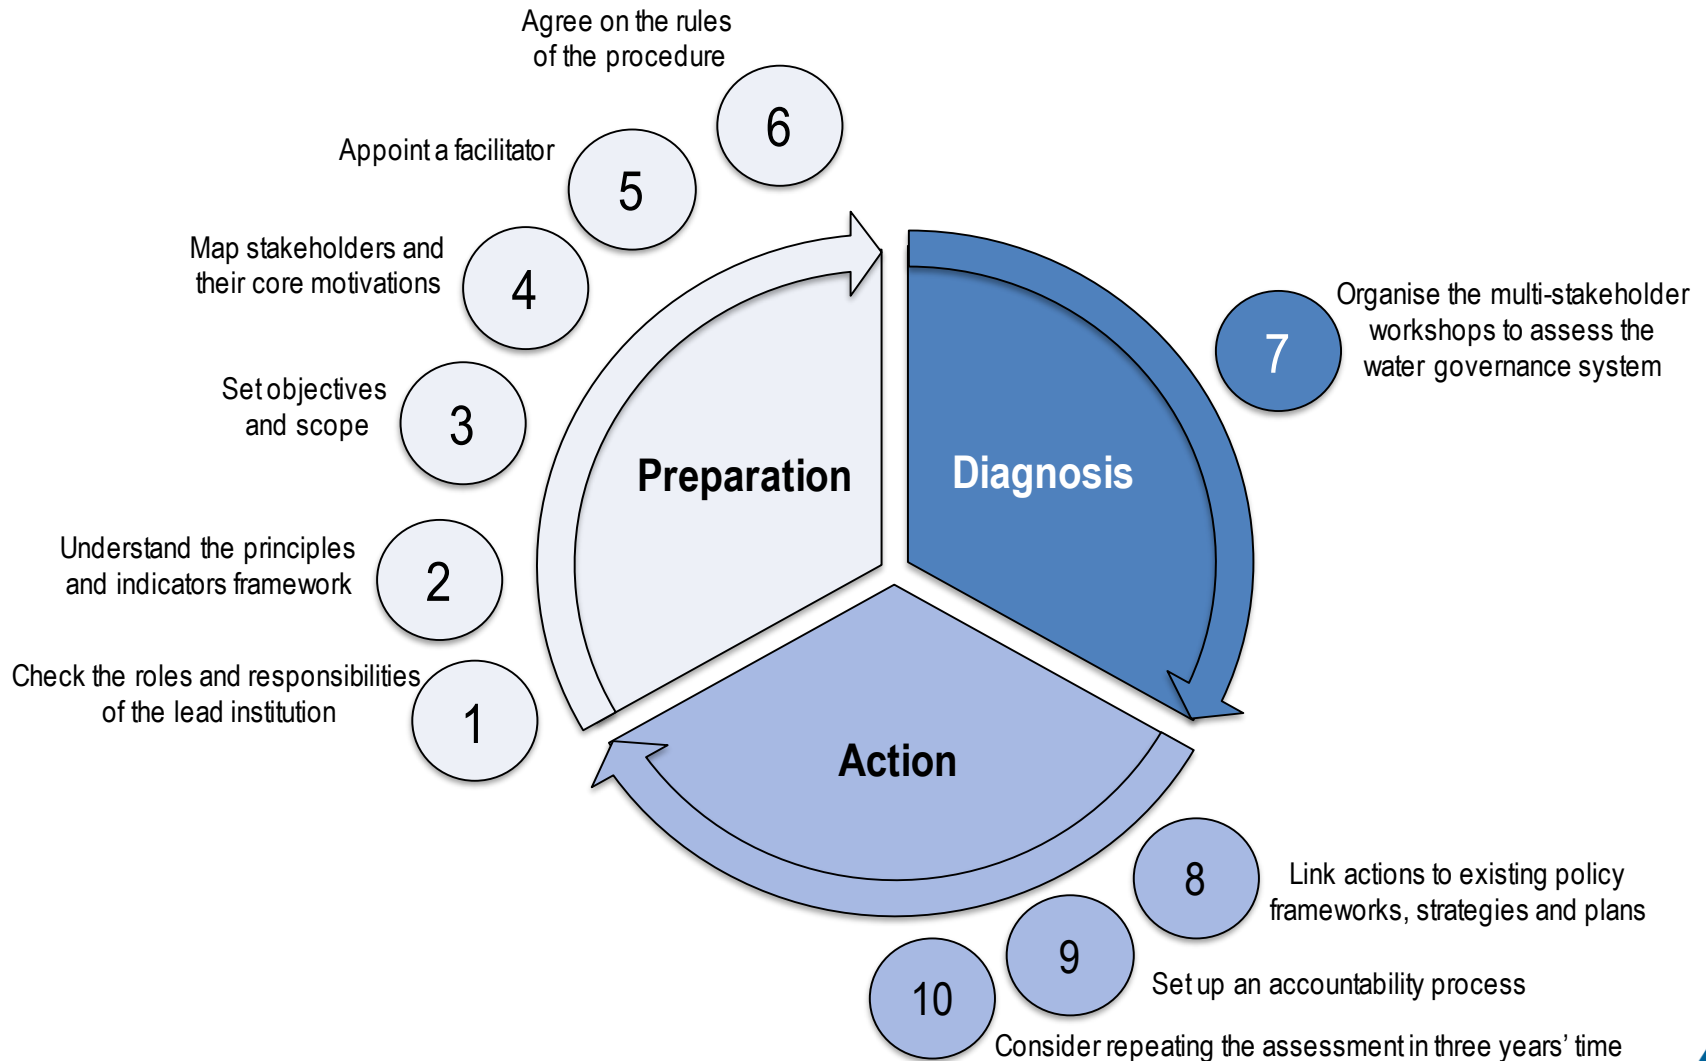 Agree on the rules
of the procedure
6
Appoint a facilitator
5
Map stakeholders and
their core motivations
4
Set objectives
and scope
3
Understand the principles
and indicators framework
2
Check the roles and responsibilities
of the lead institution
1
Preparation
Diagnosis
7
Organise the multi-stakeholder
workshops to assess the
water governance system
Action
8
Link actions to existing policy
frameworks, strategies and plans
9
Set up an accountability process
10
Consider repeating the assessment in three years’ time